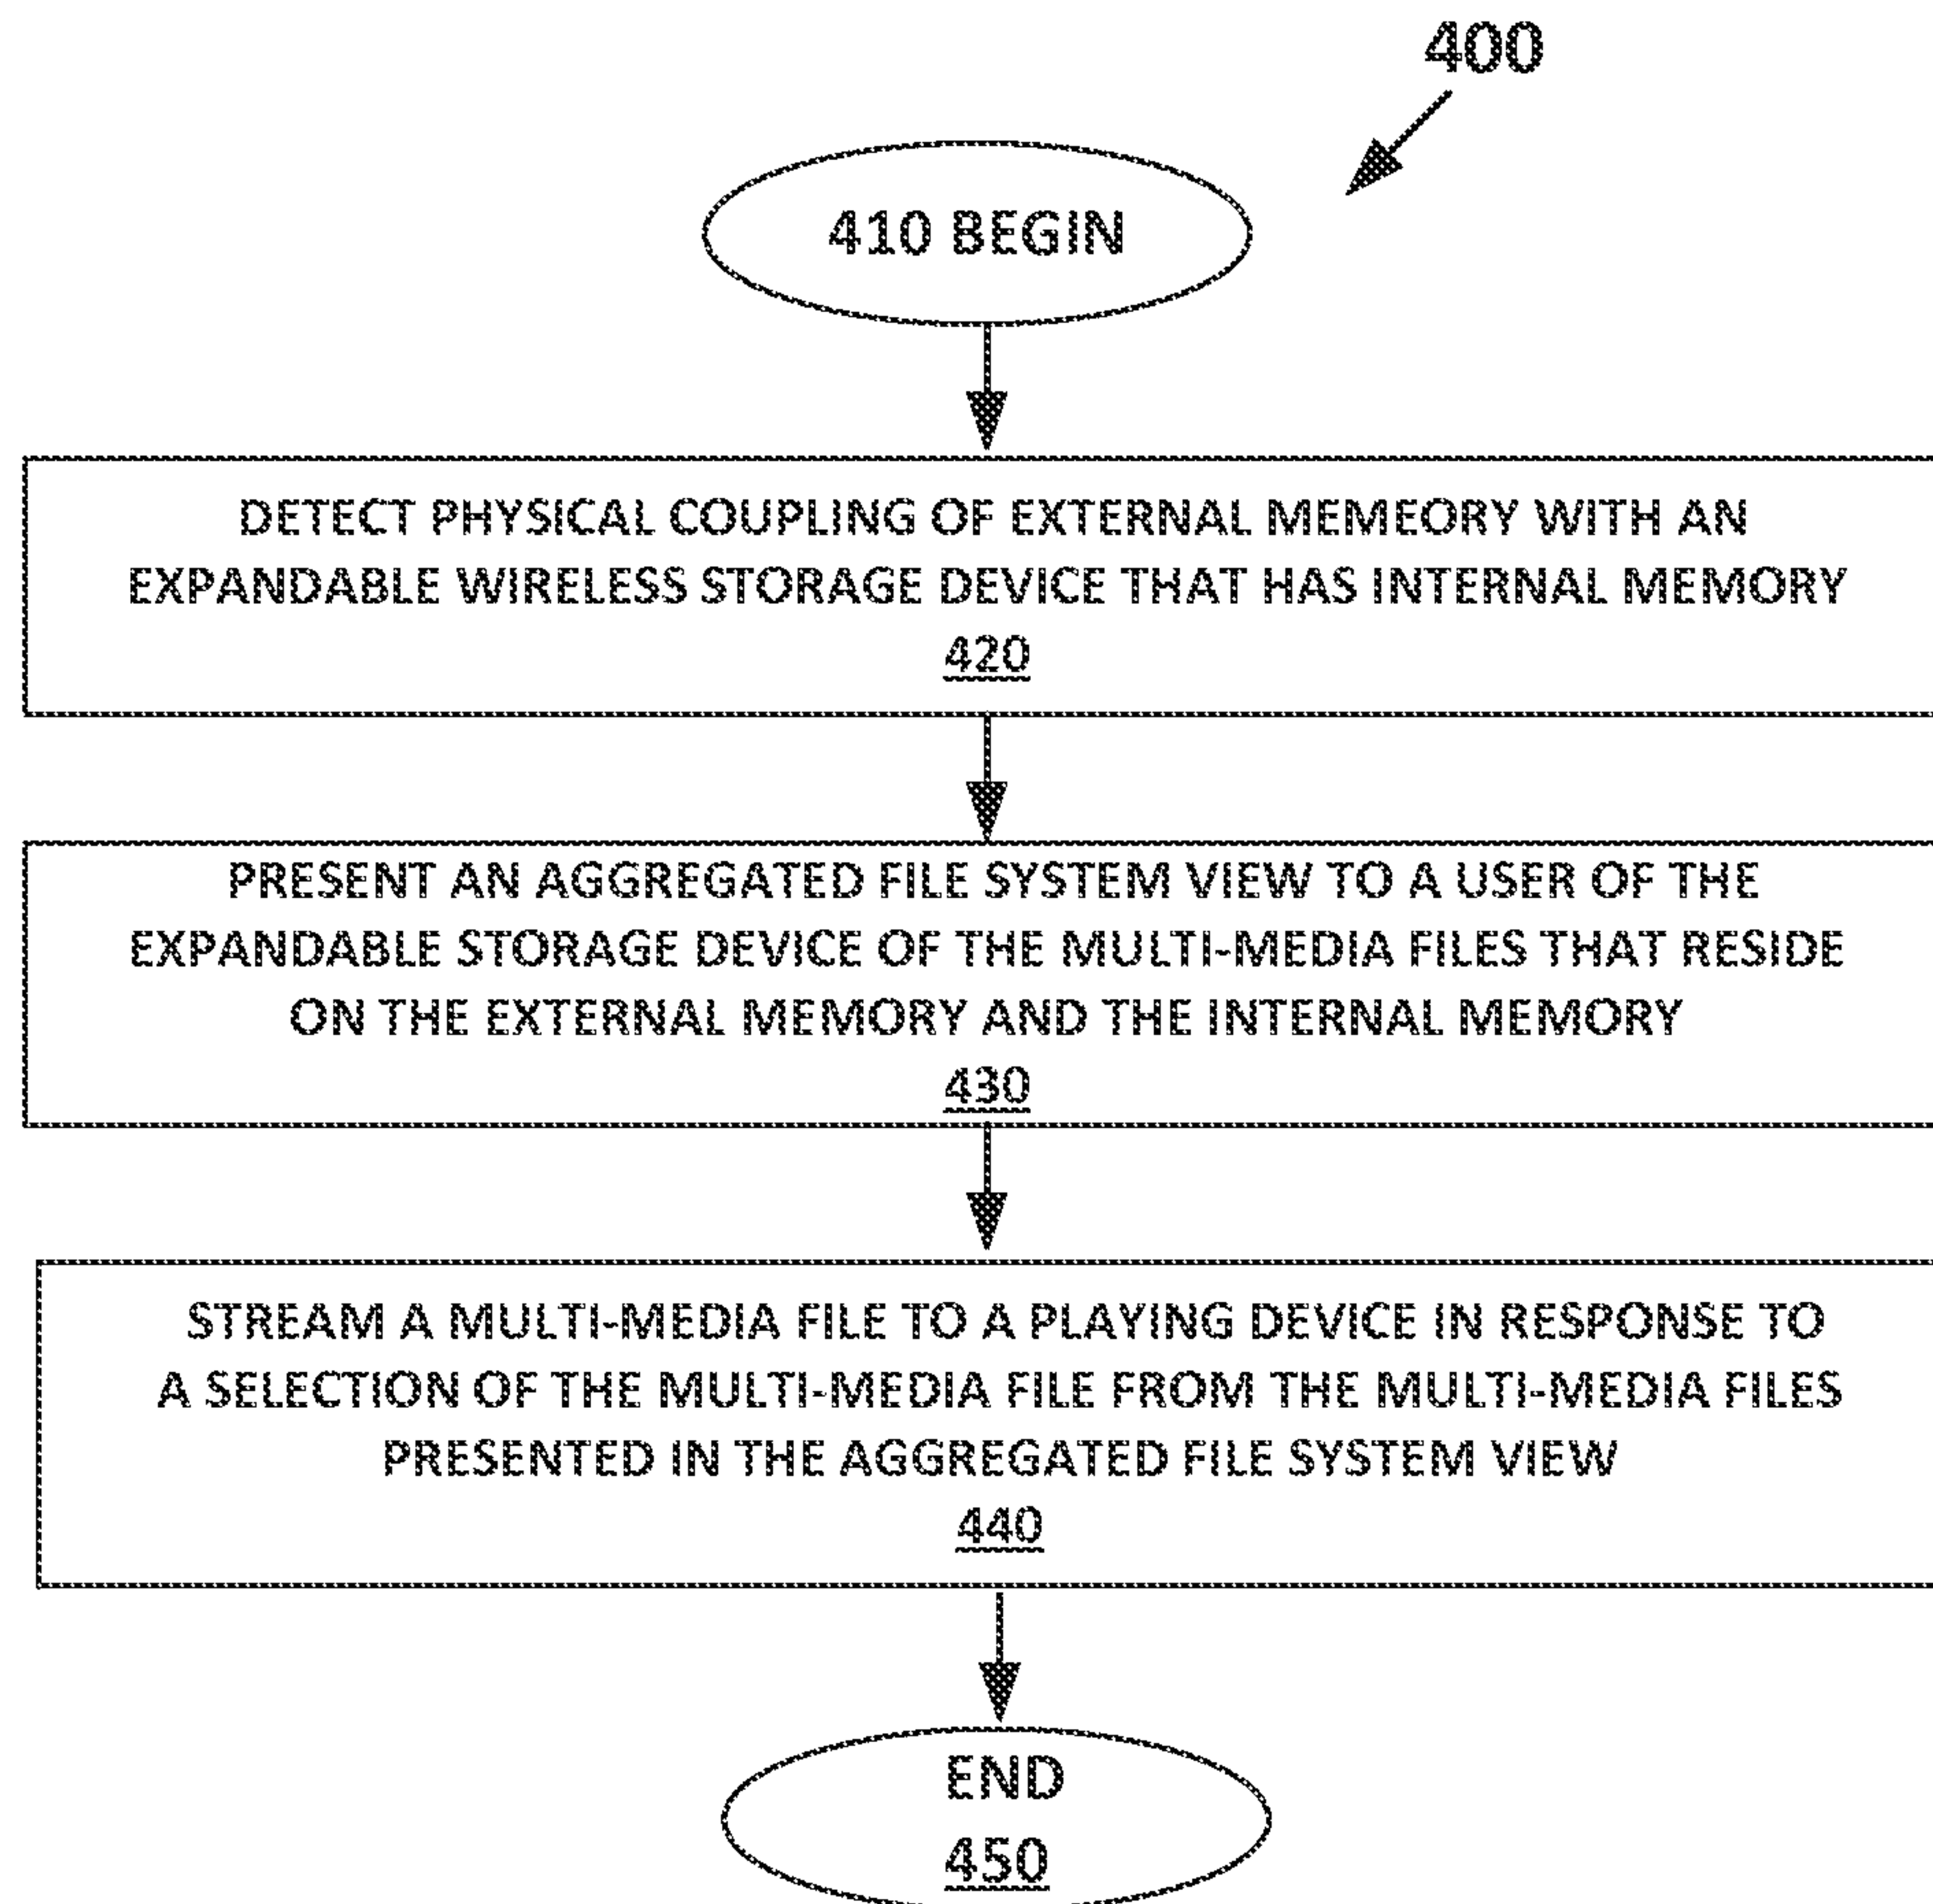 400
410 BEGIN
DETECT PHYSICAL COUPLING OF EXTERNAL MEMEORY WITH AN
EXPANDABLE WIRELESS STORAGE DEVICE THAT HAS INTERNAL MEMORY
420
PRESENT AN AGGREGATED FILE SYSTEM VIEW TO A USER OF THE
EXPANDABLE STORAGE DEVICE OF THE MULTI-MEDIA FILES THAT RESIDE
ON THE EXTERNAL MEMORY AND THE INTERNAL MEMORY
430
STREAM A MULTI-MEDIA FILE TO A PLAYING DEVICE IN RESPONSE TO
A SELECTION OF THE MULTI-MEDIA FILE FROM THE MULTI-MEDIA FILES
PRESENTED IN THE AGGREGATED FILE SYSTEM VIEW
440
END
450